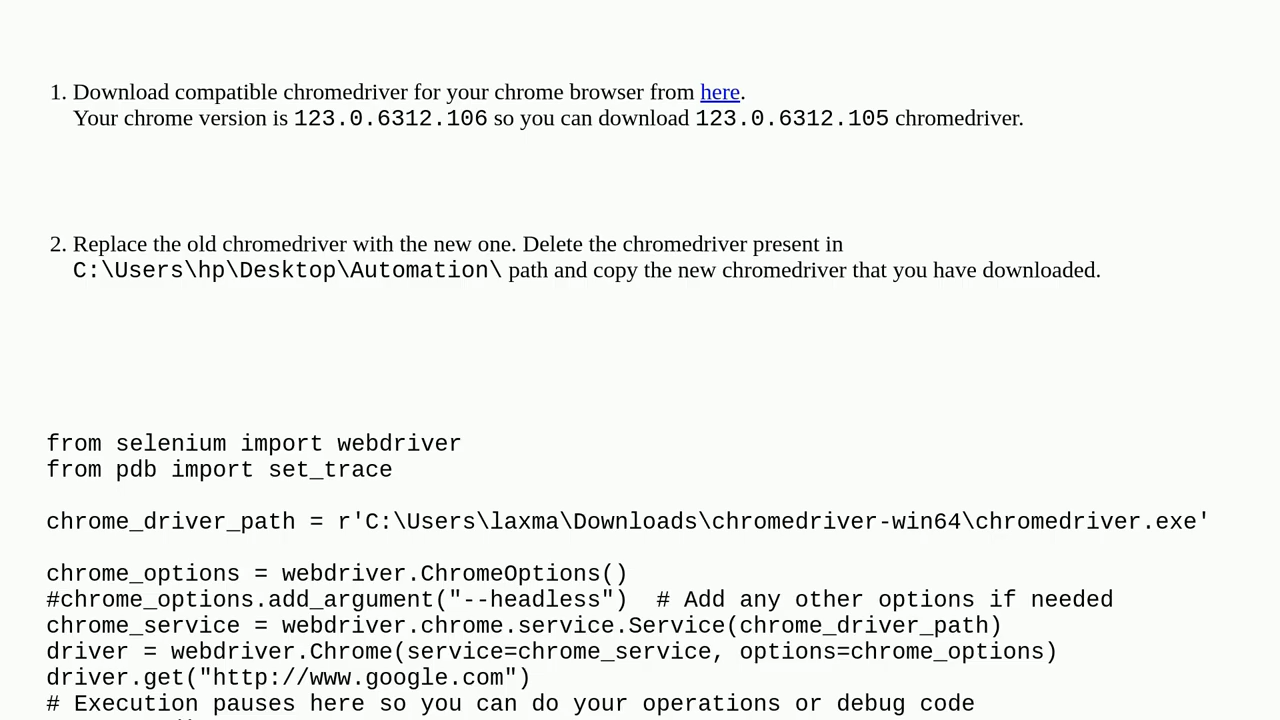 1. Download compatible chromedriver for your chrome browser from here.
Your chrome version is 123.0.6312.106 so you can download 123.0.6312.105 chromedriver.
2. Replace the old chromedriver with the new one. Delete the chromedriver present in
C:\Users\hp\Desktop\Automation\ path and copy the new chromedriver that you have downloaded.
from selenium import webdriver
from pdb import set_trace
chrome_driver_path = r'C:\Users\laxma\Downloads\chromedriver-win64\chromedriver.exe'
chrome_options = webdriver.ChromeOptions()
#chrome_options.add_argument("--headless")  # Add any other options if needed
chrome_service = webdriver.chrome.service.Service(chrome_driver_path)
driver = webdriver.Chrome(service=chrome_service, options=chrome_options)
driver.get("http://www.google.com")
# Execution pauses here so you can do your operations or debug code